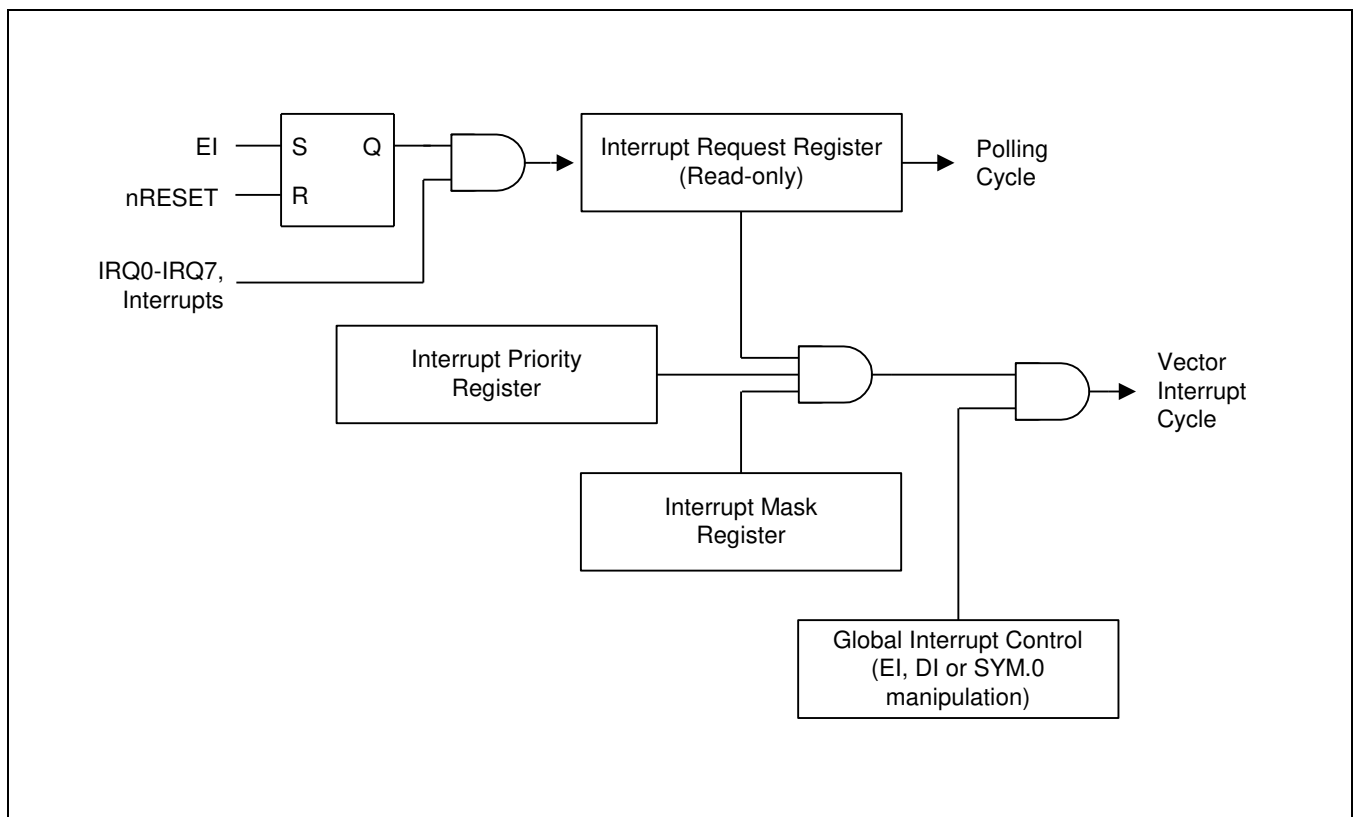 EI
S
Q
nRESET
R
IRQ0-IRQ7,
Interrupts
Interrupt Request Register
(Read-only)
Polling
Cycle
Interrupt Priority
Register
Vector
Interrupt
Cycle
Interrupt Mask
Register
Global Interrupt Control
(EI, DI or SYM.0
manipulation)